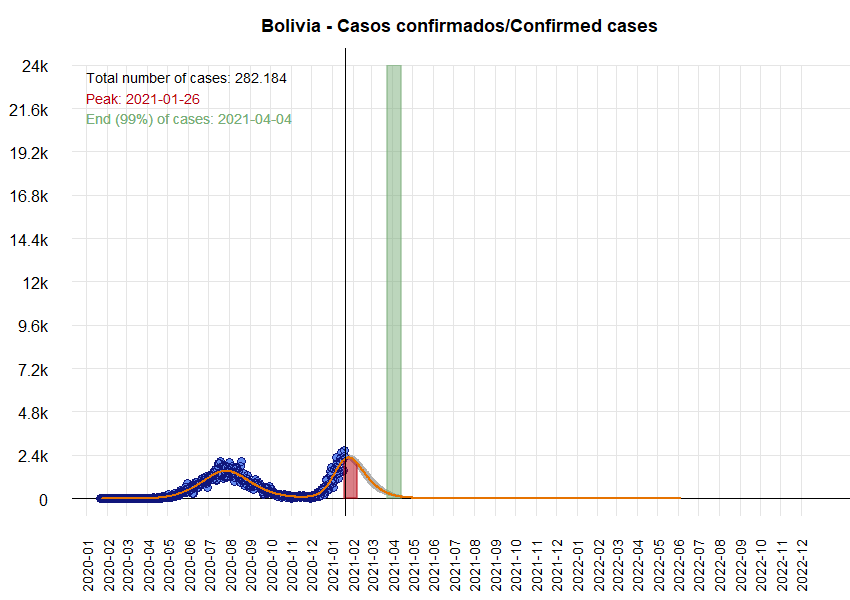 Bolivia - Casos confirmados/Confirmed cases
Total number of cases: 282.184
Peak: 2021-01-26
End (99%) of cases: 2021-04-04
24k
21.6k
19.2k
16.8k
14.4k
12k
9.6k
7.2k
4.8k
2.4k
0
2020-01
2020-02
2020-03
2020-04
2020-05
2020-06
2020-07
2020-08
2020-09
2020-10
2020-11
2020-12
2021-01
2021-02
2021-03
2021-04
2021-05
2021-06
2021-07
2021-08
2021-09
2021-10
2021-11
2021-12
2022-01
2022-02
2022-03
2022-04
2022-05
2022-06
2022-07
2022-08
2022-09
2022-10
2022-11
2022-12